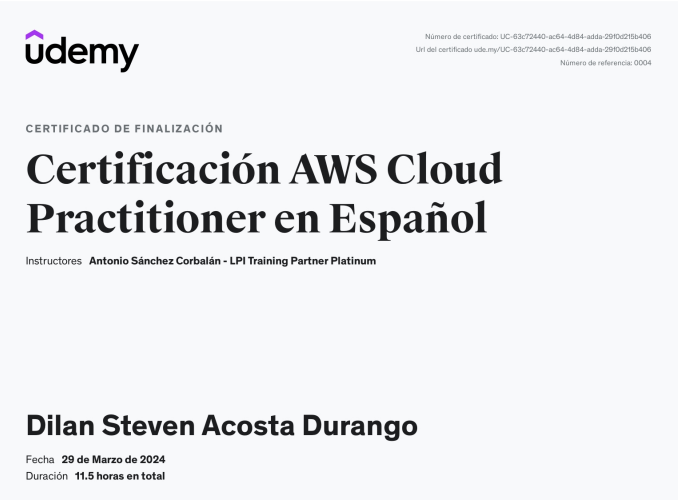 udemy
Número de certificado: UC-63c72440-ac64-4d84-adda-29f0d215b406
Url del certificado ude.my/UC-63c72440-ac64-4d84-adda-29f0d215b406
Número de referencia: 0004
CERTIFICADO DE FINALIZACIÓN
Certificación AWS Cloud
Practitioner en Español
Instructores Antonio Sánchez Corbalán - LPI Training Partner Platinum
Dilan Steven Acosta Durango
Fecha 29 de Marzo de 2024
Duración 11.5 horas en total